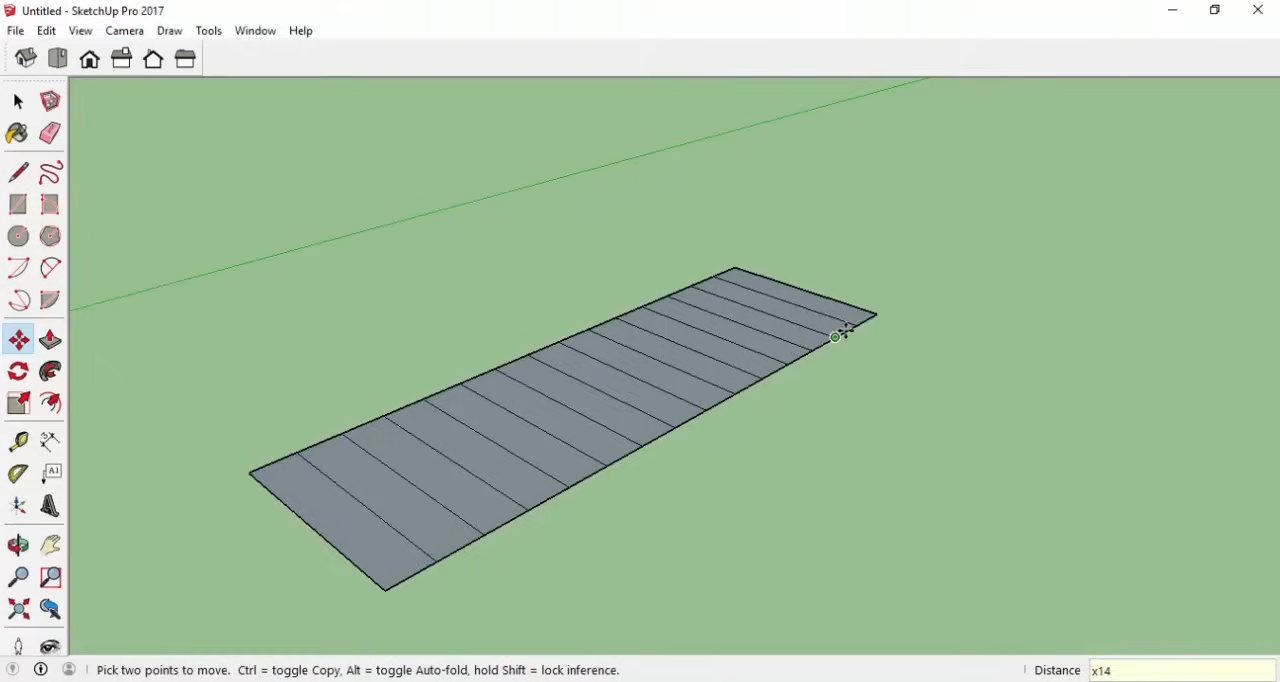 Untitled - SketchUp Pro 2017
File Edit View Camera Draw Tools Window Help
A1
Pick two points to move. Ctrl = toggle Copy, Alt = toggle Auto-fold, hold Shift = lock inference. Distance x14